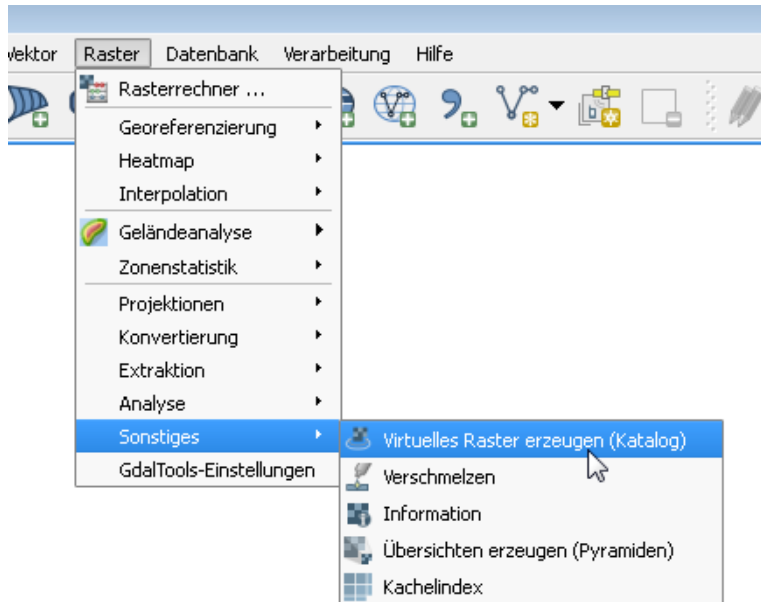 Vektor Raster Datenbank Verarbeitung Hilfe
Rasterrechner ...
Georeferenzierung
Heatmap
Interpolation
Geländeanalyse
Zonenstatistik
Projektionen
Konvertierung
Extraktion
Analyse
Sonstiges
GdalTools-Einstellungen
Virtuelles Raster erzeugen (Katalog)
Verschmelzen
Information
Übersichten erzeugen (Pyramiden)
Kachelindex